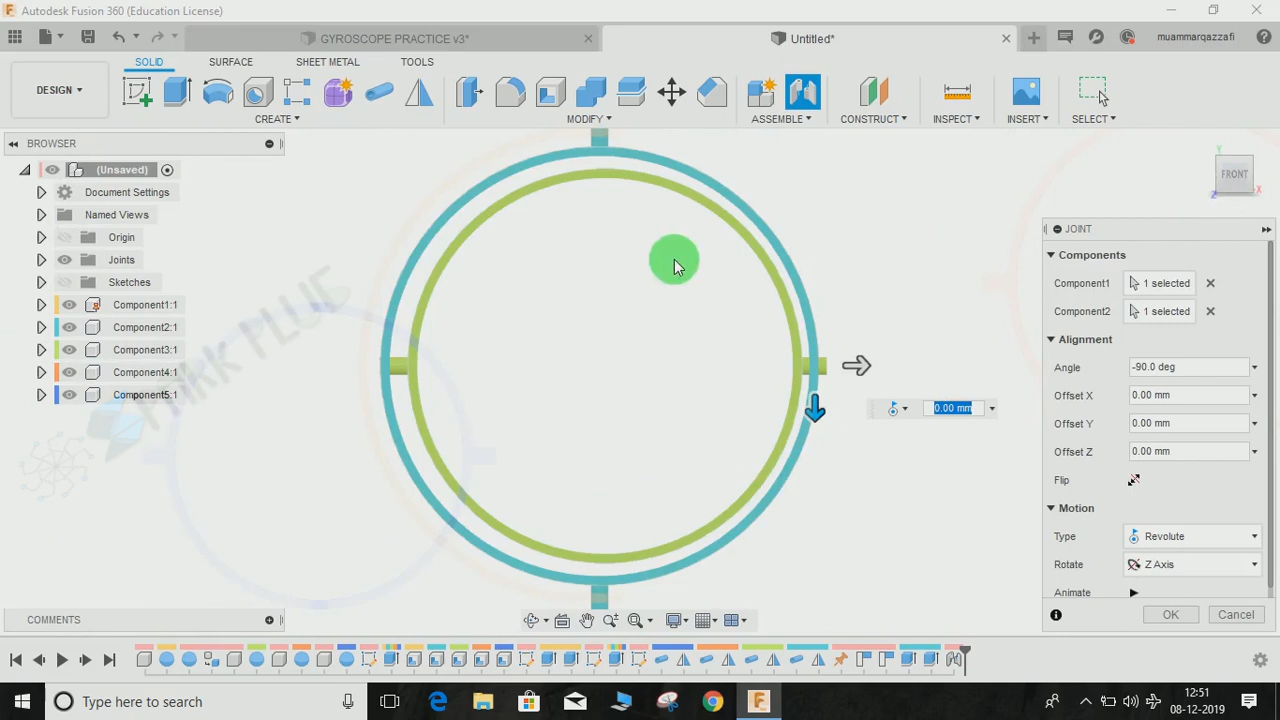 Autodesk Fusion 360 (Education License)
GYROSCOPE PRACTICE v3*
Untitled*
muammarqazzafi
SOLID
SURFACE
SHEET METAL
TOOLS
DESIGN
CREATE
MODIFY
ASSEMBLE
CONSTRUCT
INSPECT
INSERT
SELECT
BROWSER
(Unsaved)
Document Settings
Named Views
Origin
Joints
Sketches
Component1:1
Component2:1
Component3:1
Component4:1
Component5:1
Y
FRONT
X
Z
JOINT
Components
Component1
1 selected
Component2
1 selected
Alignment
Angle
-90.0 deg
Offset X
0.00 mm
Offset Y
0.00 mm
Offset Z
0.00 mm
Flip
Motion
Type
Revolute
Rotate
Z Axis
Animate
OK
Cancel
0.00 mm
COMMENTS
Type here to search
12:51
08-12-2019